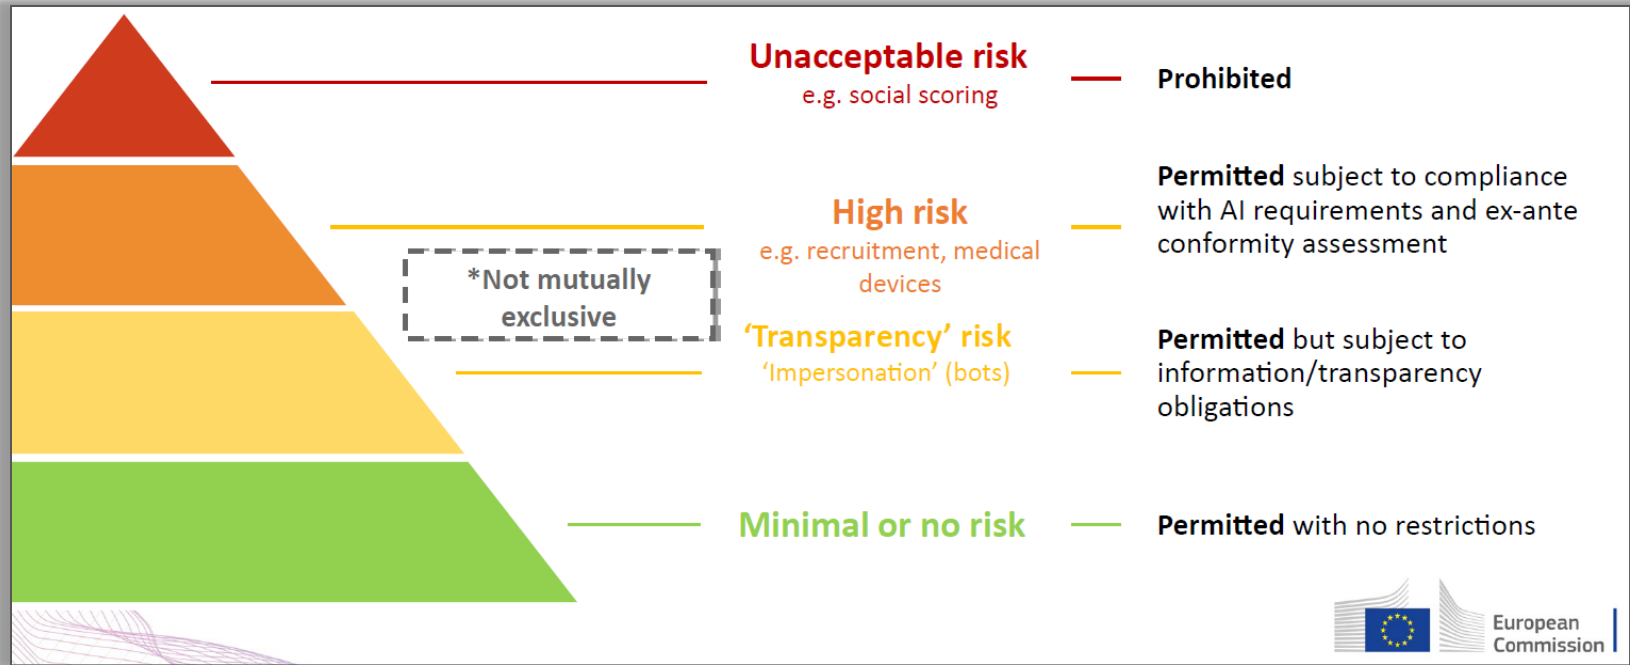 Unacceptable risk
e.g. social scoring
Prohibited
High risk
e.g. recruitment, medical
devices
Permitted subject to compliance
with AI requirements and ex-ante
conformity assessment
*Not mutually
exclusive
‘Transparency’ risk
‘Impersonation’ (bots)
Permitted but subject to
information/transparency
obligations
Minimal or no risk
Permitted with no restrictions
European
Commission